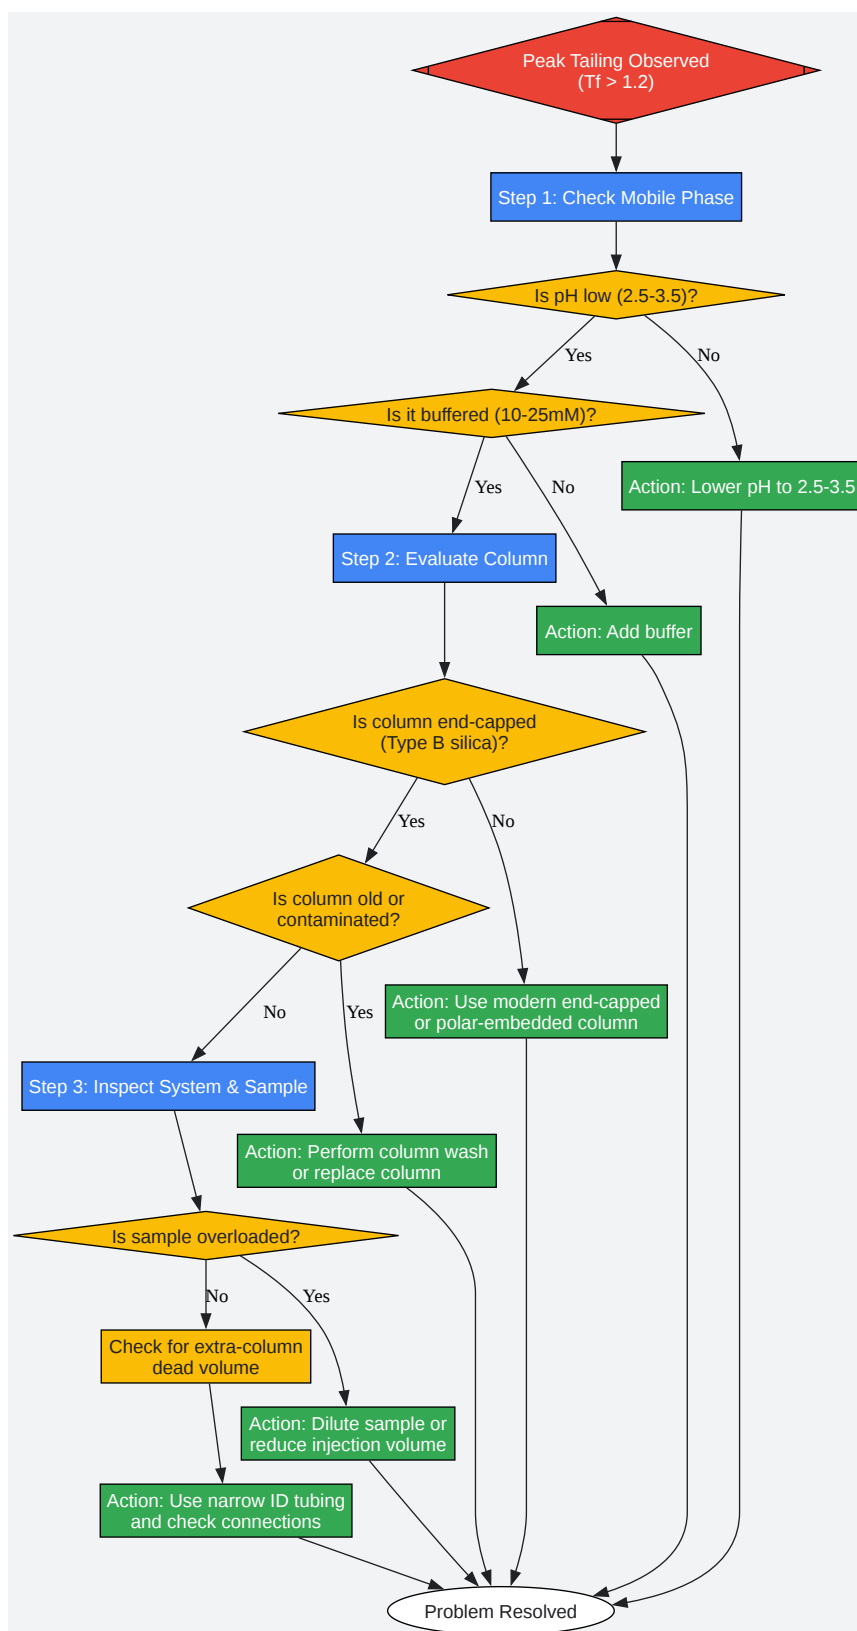 Peak Tailing Observed
(Tf > 1.2)
Step 1: Check Mobile Phase
Is pH low (2.5-3.5)?
Yes
No
Is it buffered (10-25mM)?
Action: Lower pH to 2.5-3.5
Yes
No
Step 2: Evaluate Column
Action: Add buffer
Is column end-capped
(Type B silica)?
Yes
No
Is column old or
contaminated?
No
Yes
Action: Use modern end-capped
or polar-embedded column
Step 3: Inspect System & Sample
Action: Perform column wash
or replace column
Is sample overloaded?
No
Yes
Check for extra-column
dead volume
Action: Dilute sample or
reduce injection volume
Action: Use narrow ID tubing
and check connections
Problem Resolved